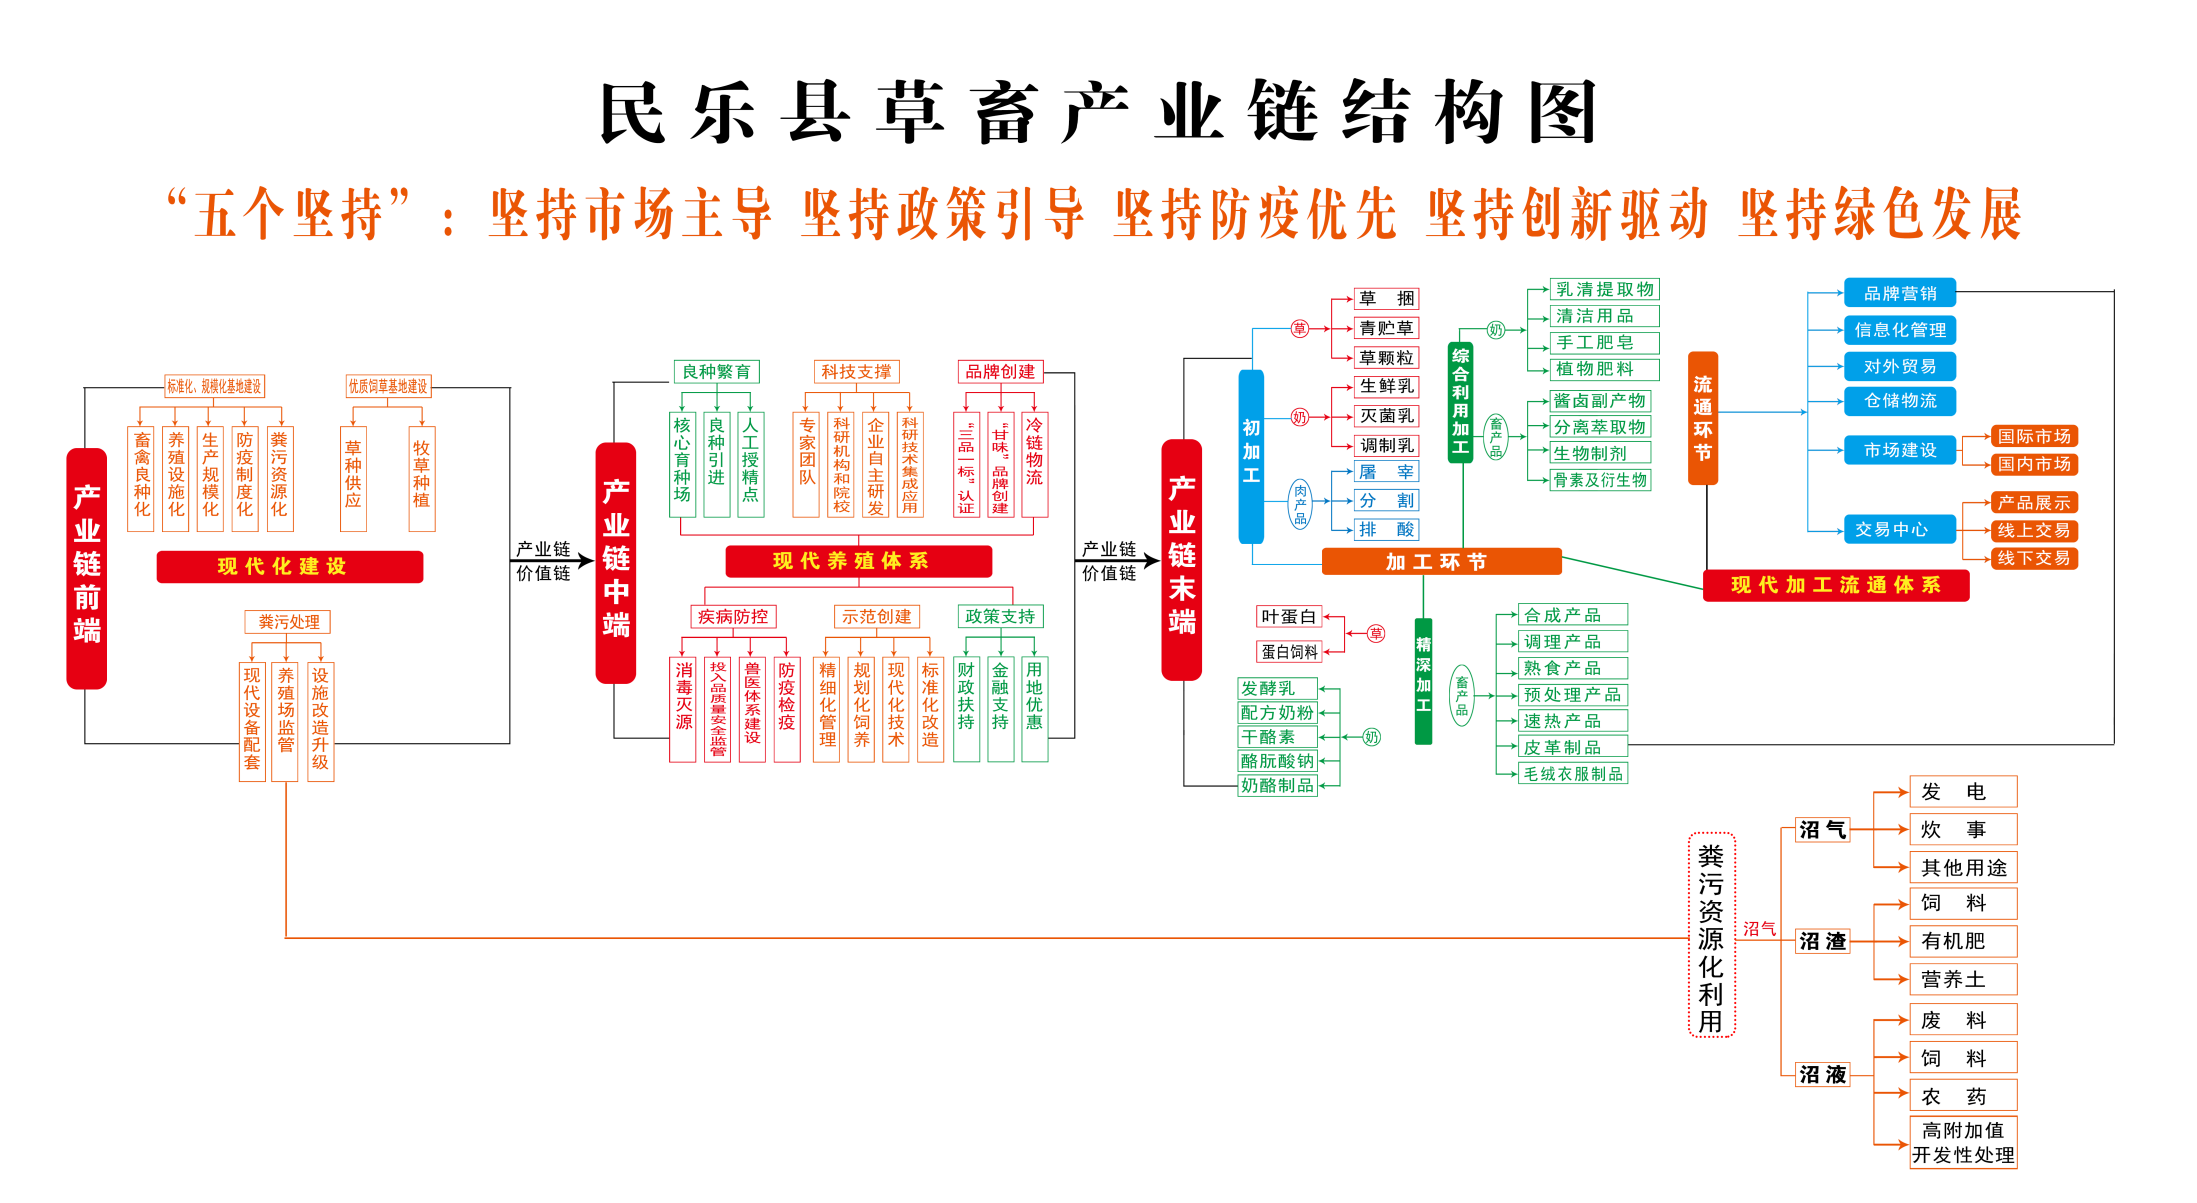 民乐县草畜产业链结构图
“五个坚持”：坚持市场主导 坚持政策引导 坚持防疫优先 坚持创新驱动 坚持绿色发展
产业链前端
标准化、规模化基地建设
畜禽良种化
养殖设施化
生产规模化
防疫制度化
粪污资源化
优质饲草基地建设
草种供应
牧草种植
现代化建设
粪污处理
现代设备配套
养殖场监管
设施改造升级
产业链
价值链
产业链中端
良种繁育
核心育种场
良种引进
人工授精点
科技支撑
专家团队
科研机构和院校
企业自主研发
科研技术集成应用
品牌创建
“三品一标”认证
“甘味”品牌创建
冷链物流
现代养殖体系
疾病防控
消毒灭源
投入品质量安全监管
兽医体系建设
防疫检疫
示范创建
精细化管理
规划化饲养
现代化技术
标准化改造
政策支持
财政扶持
金融支持
用地优惠
产业链
价值链
产业链末端
初加工
草
草 捆
青贮草
草颗粒
奶
生鲜乳
灭菌乳
调制乳
肉产品
屠 宰
分 割
排 酸
综合利用加工
奶
乳清提取物
清洁用品
手工肥皂
植物肥料
畜产品
酱卤副产物
分离萃取物
生物制剂
骨素及衍生物
加工环节
精深加工
草
叶蛋白
蛋白饲料
奶
发酵乳
配方奶粉
干酪素
酪朊酸钠
奶酪制品
畜产品
合成产品
调理产品
熟食产品
预处理产品
速热产品
皮革制品
毛绒衣服制品
流通环节
品牌营销
信息化管理
对外贸易
仓储物流
市场建设
国际市场
国内市场
交易中心
产品展示
线上交易
线下交易
现代加工流通体系
粪污资源化利用
沼气
沼气
发 电
炊 事
其他用途
沼渣
饲 料
有机肥
营养土
沼液
废 料
饲 料
农 药
高附加值
开发性处理